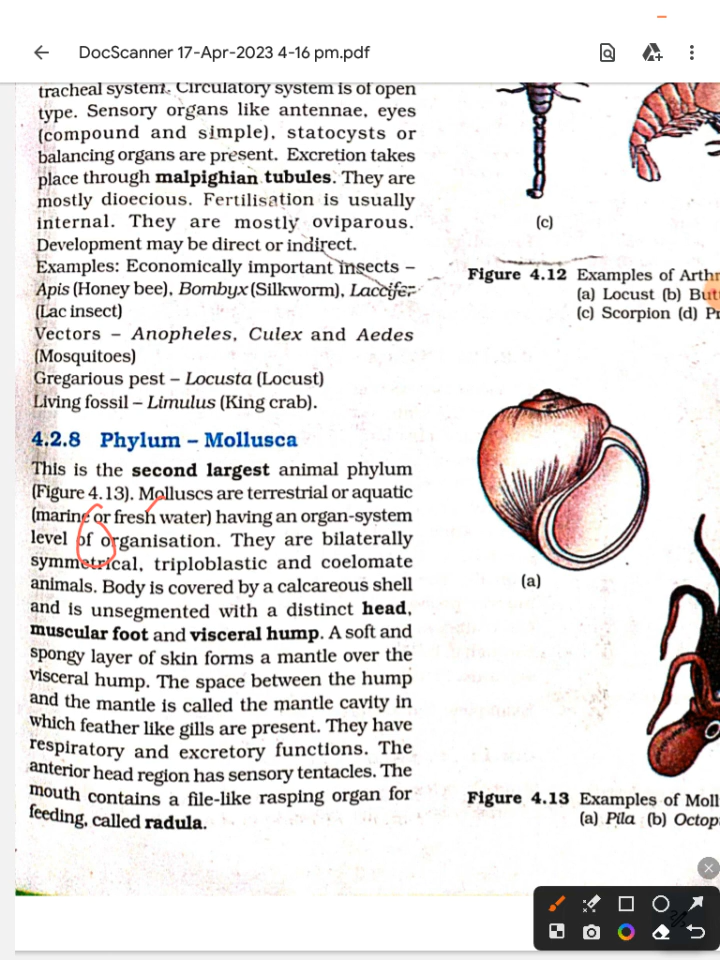 DocScanner 17-Apr-2023 4-16 pm.pdf
tracheal system. Circulatory system is of open
type. Sensory organs like antennae, eyes
(compound and simple), statocysts or
balancing organs are present. Excretion takes
place through malpighian tubules. They are
mostly dioecious. Fertilisation is usually
internal. They are mostly oviparous.
Development may be direct or indirect.
Examples: Economically important insects –
Apis (Honey bee), Bombyx (Silkworm), Laccifer
(Lac insect)
Vectors – Anopheles, Culex and Aedes
(Mosquitoes)
Gregarious pest – Locusta (Locust)
Living fossil – Limulus (King crab).
4.2.8 Phylum – Mollusca
This is the second largest animal phylum
(Figure 4.13). Molluscs are terrestrial or aquatic
(marine or fresh water) having an organ-system
level of organisation. They are bilaterally
symmetrical, triploblastic and coelomate
animals. Body is covered by a calcareous shell
and is unsegmented with a distinct head,
muscular foot and visceral hump. A soft and
spongy layer of skin forms a mantle over the
visceral hump. The space between the hump
and the mantle is called the mantle cavity in
which feather like gills are present. They have
respiratory and excretory functions. The
anterior head region has sensory tentacles. The
mouth contains a file-like rasping organ for
feeding, called radula.
(c)
Figure 4.12 Examples of Arthr
(a) Locust (b) But
(c) Scorpion (d) Pr
(a)
Figure 4.13 Examples of Moll
(a) Pila (b) Octop